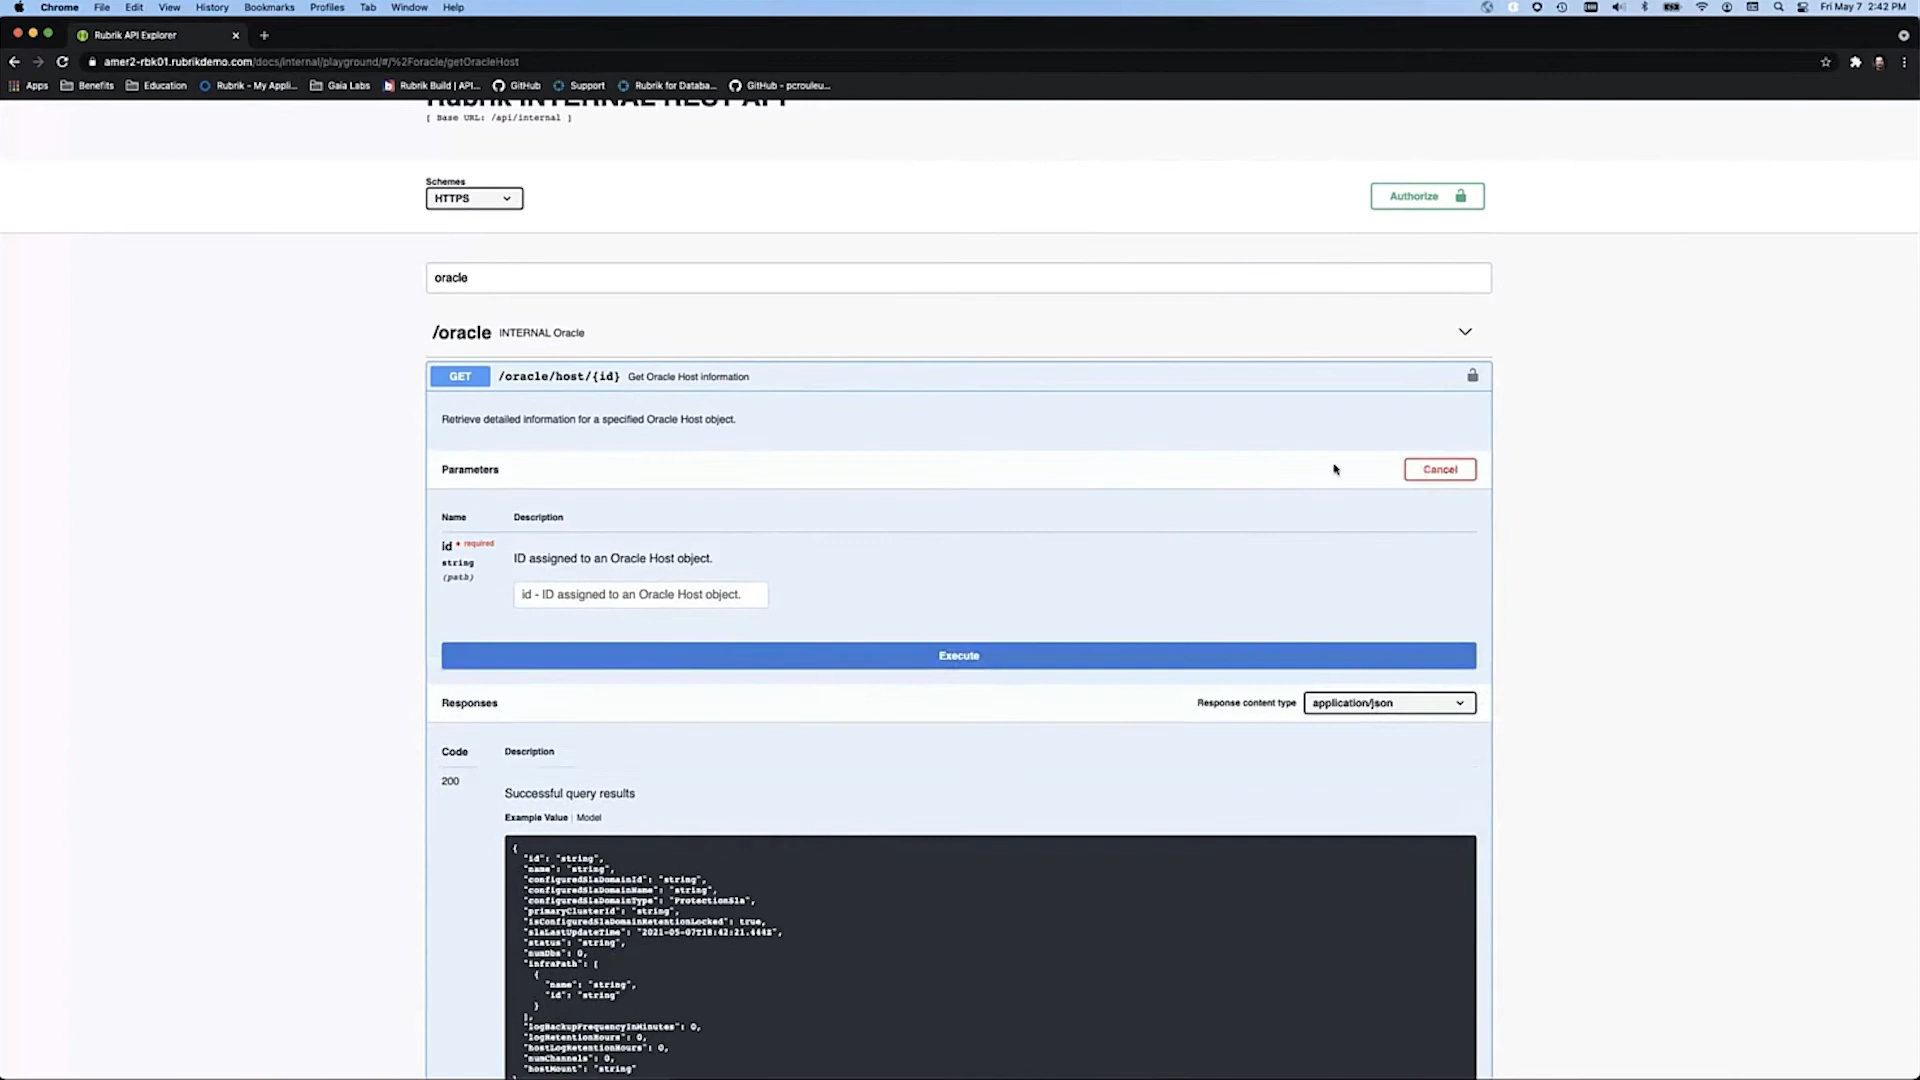 Chrome File Edit View History Bookmarks Profiles Tab Window Help Fri May 7 2:42 PM
Rubrik API Explorer
amer2-rbk01.rubrikdemo.com/docs/internal/playground/#/%2Foracle/getOracleHost
Apps Benefits Education Rubrik - My Appli... Gaia Labs Rubrik Build | API... GitHub Support Rubrik for Databa... GitHub - pcrouleu...
Rubrik INTERNAL REST API
[ Base URL: /api/internal ]
Schemes
HTTPS
Authorize
oracle
/oracle INTERNAL Oracle
GET /oracle/host/{id} Get Oracle Host information
Retrieve detailed information for a specified Oracle Host object.
Parameters
Cancel
Name Description
id * required
string
(path)
ID assigned to an Oracle Host object.
id - ID assigned to an Oracle Host object.
Execute
Responses
Response content type application/json
Code Description
200
Successful query results
Example Value | Model
{
"id": "string",
"name": "string",
"configuredSlaDomainId": "string",
"configuredSlaDomainName": "string",
"configuredSlaDomainType": "ProtectionSla",
"primaryClusterId": "string",
"isConfiguredSlaDomainRetentionLocked": true,
"slaLastUpdateTime": "2021-05-07T18:42:21.444Z",
"status": "string",
"numDbs": 0,
"infraPath": [
{
"name": "string",
"id": "string"
}
],
"logBackupFrequencyInMinutes": 0,
"logRetentionHours": 0,
"hostLogRetentionHours": 0,
"numChannels": 0,
"hostMount": "string"